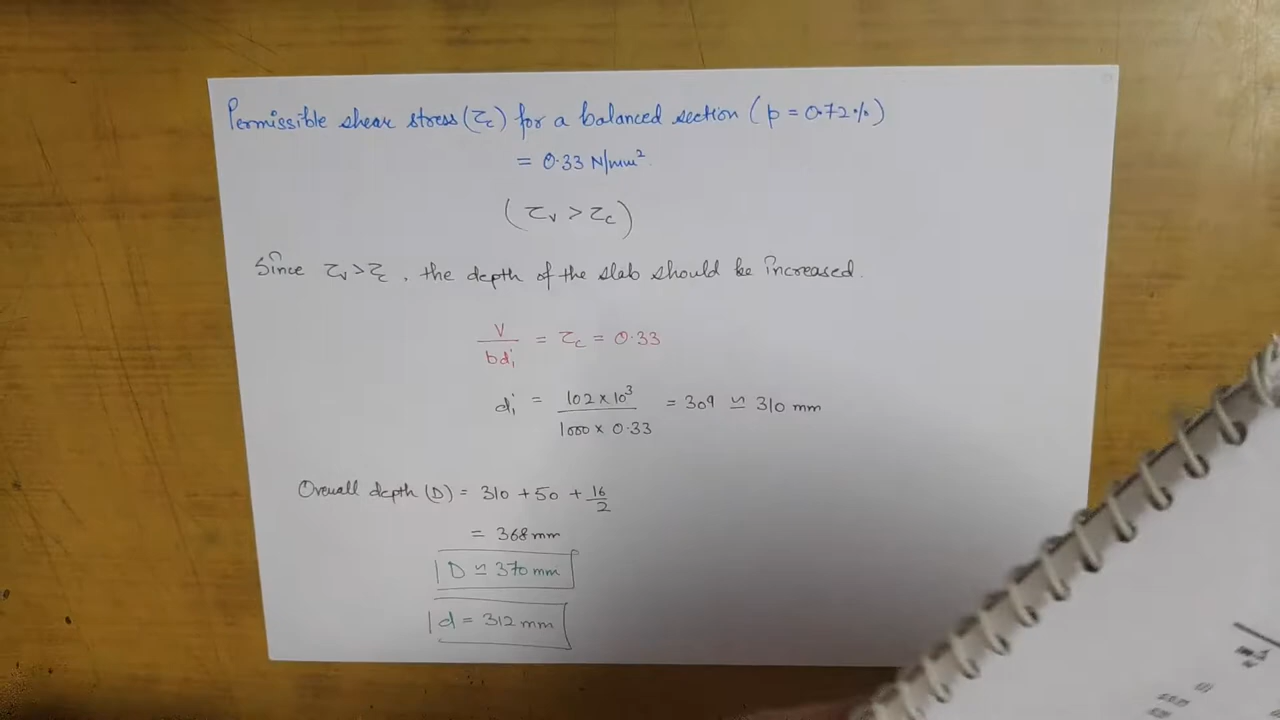 Permissible shear stress (τc) for a balanced section (p = 0.72%)
= 0.33 N/mm².
(τv > τc)
Since τv > τc, the depth of the slab should be increased.
V/bd₁ = τc = 0.33
d₁ = 102 × 10³/1000 × 0.33 = 309 ≃ 310 mm
Overall depth (D) = 310 + 50 + 16/2
= 368 mm
D ≃ 370 mm
d = 312 mm